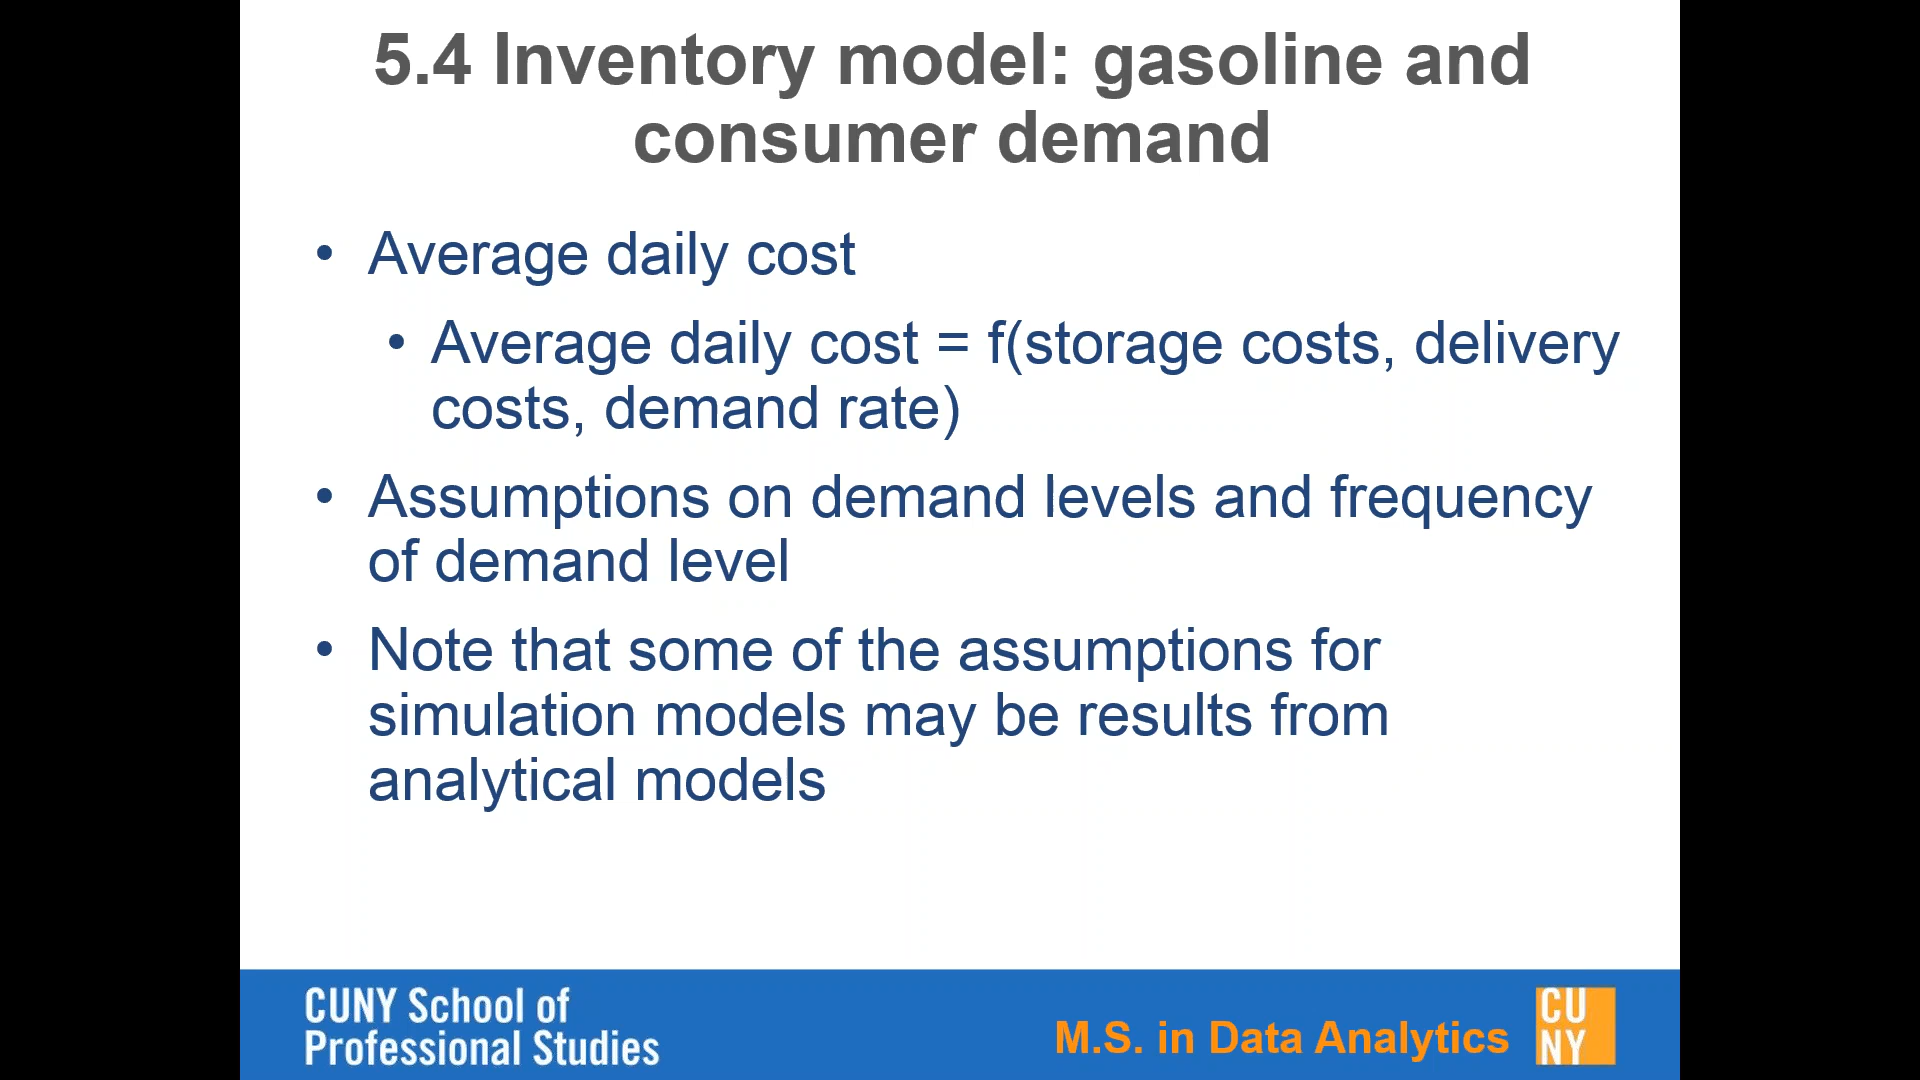 5.4 Inventory model: gasoline and
consumer demand
• Average daily cost
• Average daily cost = f(storage costs, delivery
costs, demand rate)
• Assumptions on demand levels and frequency
of demand level
• Note that some of the assumptions for
simulation models may be results from
analytical models
CUNY School of
Professional Studies
M.S. in Data Analytics
CU
NY